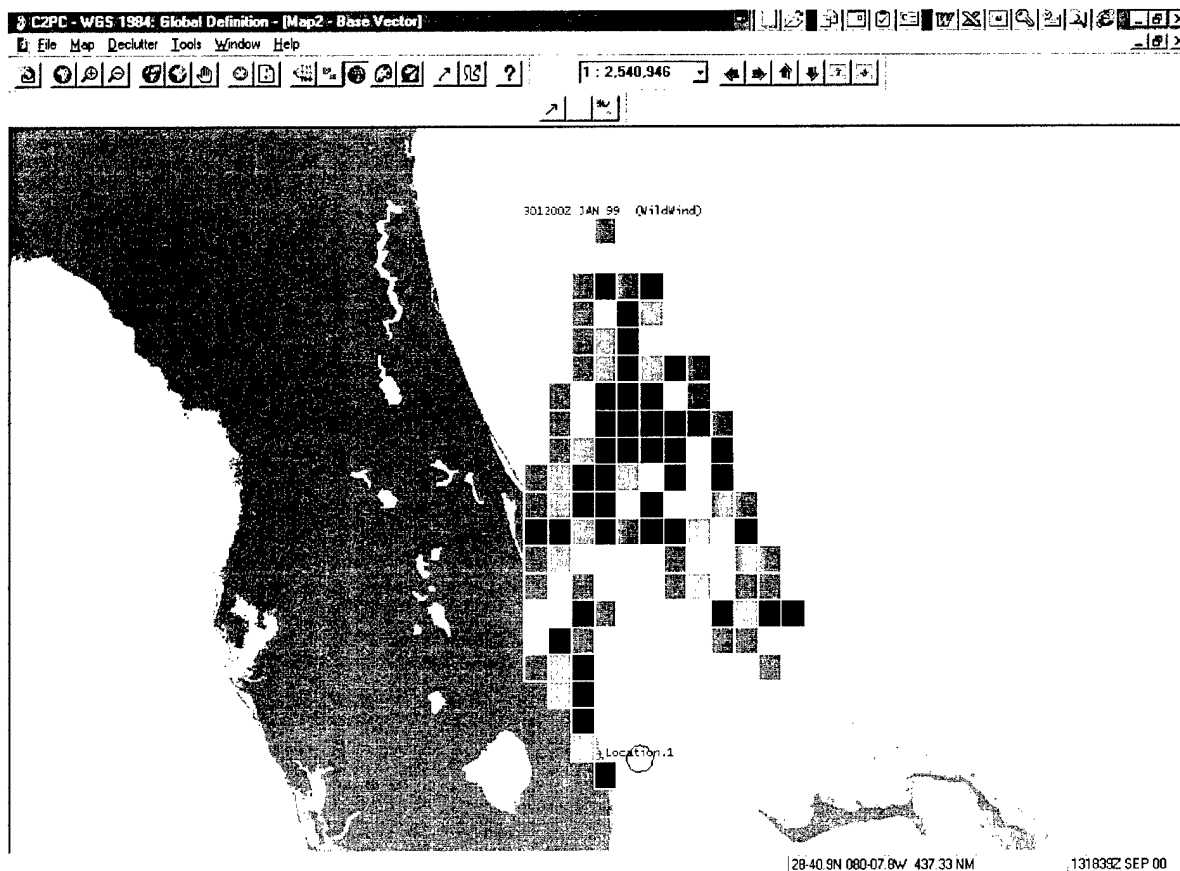 C2PC - WGS 1984: Global Definition - [Map2 - Base Vector]
File Map Declutter Tools Window Help
1 : 2,540,946
301200Z JAN 99 (WildWind)
Location.1
28-40.9N 080-07.8W 437.33 NM
131839Z SEP 00